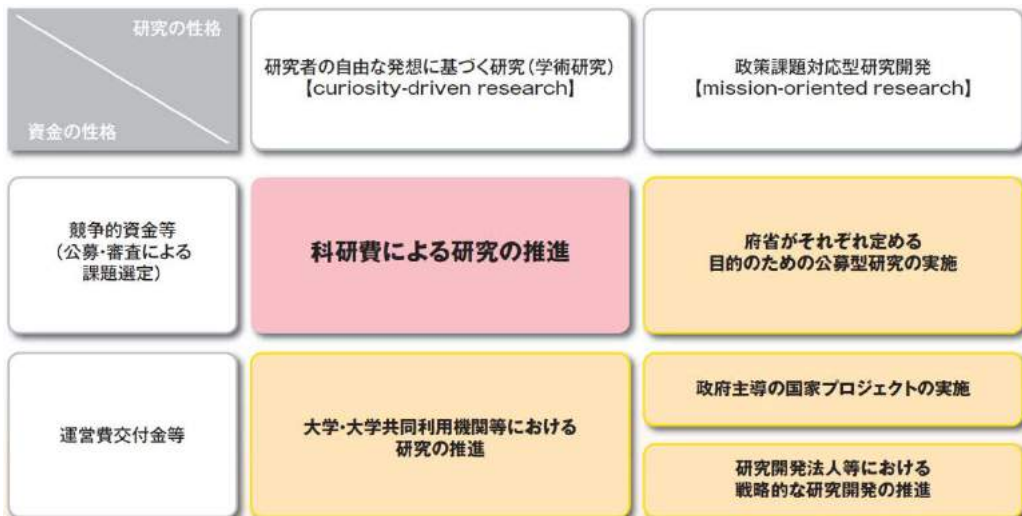 研究の性格
資金の性格
研究者の自由な発想に基づく研究(学術研究)
【curiosity-driven research】
政策課題対応型研究開発
【mission-oriented research】
競争的資金等
(公募・審査による
課題選定)
科研費による研究の推進
府省がそれぞれ定める
目的のための公募型研究の実施
運営費交付金等
大学・大学共同利用機関等における
研究の推進
政府主導の国家プロジェクトの実施
研究開発法人等における
戦略的な研究開発の推進